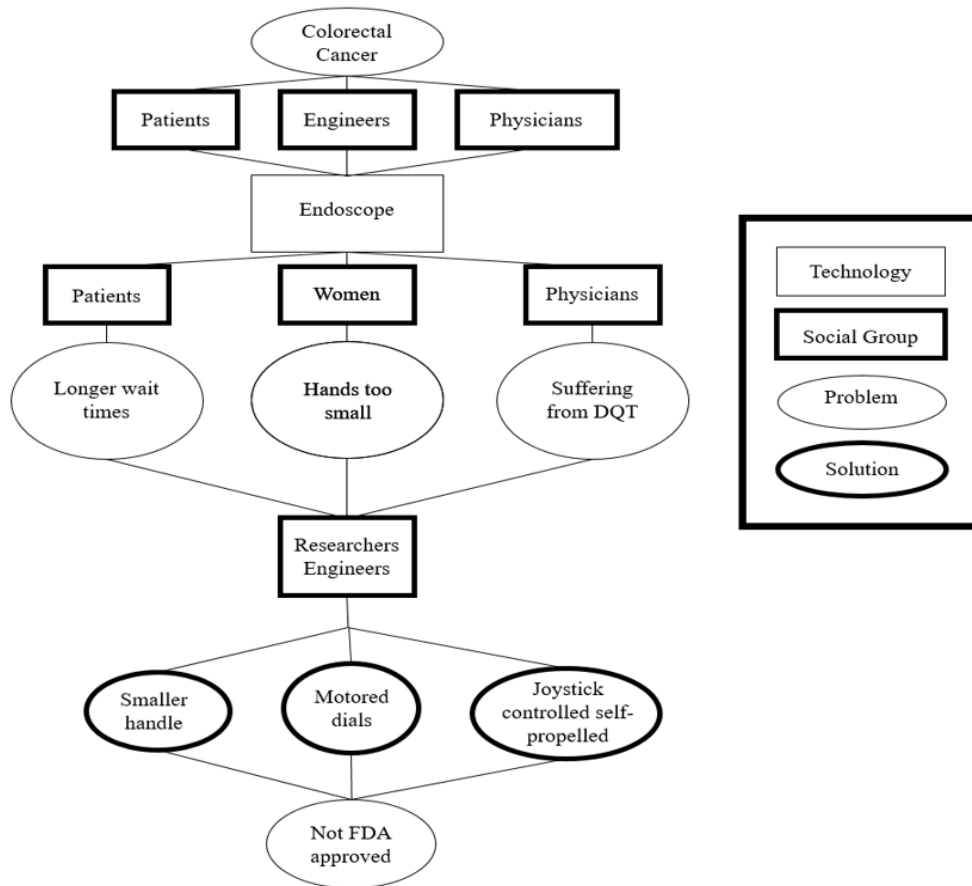 Colorectal
Cancer
Patients
Engineers
Physicians
Endoscope
Patients
Women
Physicians
Longer wait
times
Hands too
small
Suffering
from DQT
Researchers
Engineers
Smaller
handle
Motored
dials
Joystick
controlled self-
propelled
Not FDA
approved
Technology
Social Group
Problem
Solution